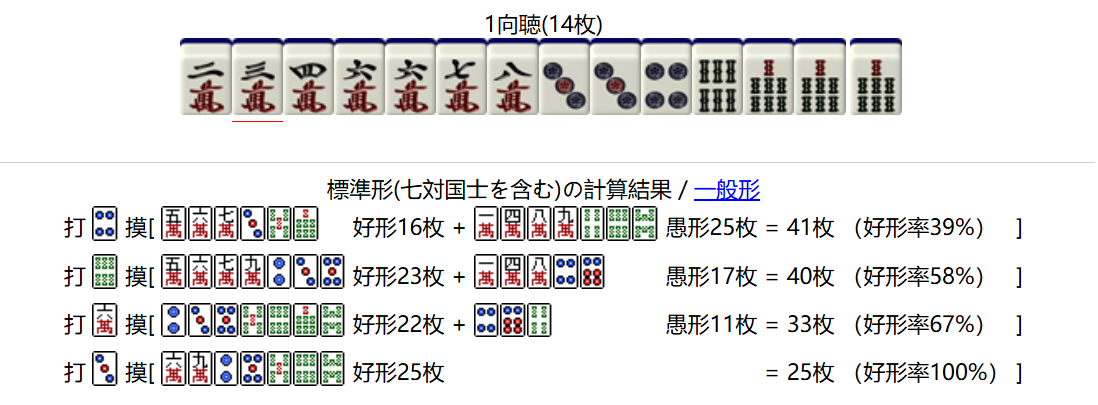 1向聴(14枚)
二萬 三萬 四萬 六萬 六萬 七萬 八萬
標準形(七対国士を含む)の計算結果 / 一般形
打 摸[ 五萬 六萬 七萬 好形16枚 + 一萬 四萬 八萬 九萬 愚形25枚 = 41枚 （好形率39%） ]
打 摸[ 五萬 六萬 七萬 九萬 好形23枚 + 一萬 四萬 八萬 愚形17枚 = 40枚 （好形率58%） ]
打 六萬 摸[ 好形22枚 + 愚形11枚 = 33枚 （好形率67%） ]
打 摸[ 六萬 九萬 好形25枚 = 25枚 （好形率100%） ]